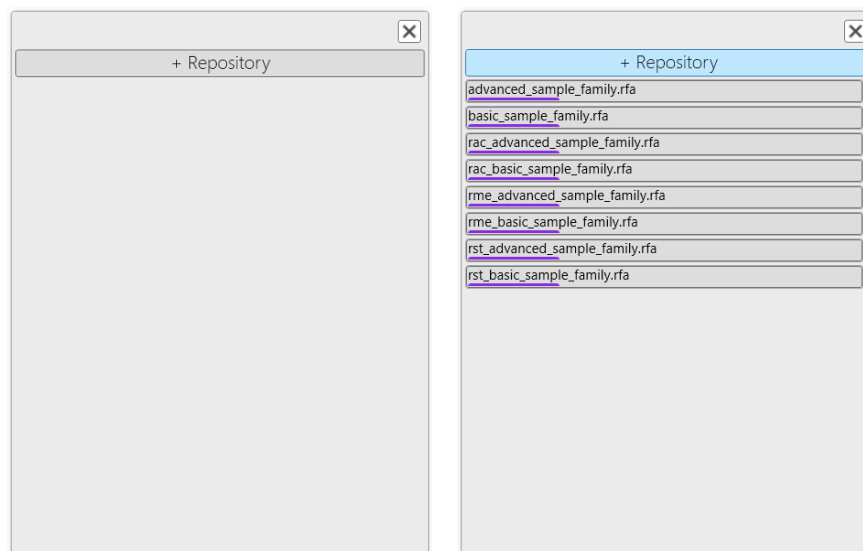 + Repository
+ Repository
advanced_sample_family.rfa
basic_sample_family.rfa
rac_advanced_sample_family.rfa
rac_basic_sample_family.rfa
rme_advanced_sample_family.rfa
rme_basic_sample_family.rfa
rst_advanced_sample_family.rfa
rst_basic_sample_family.rfa